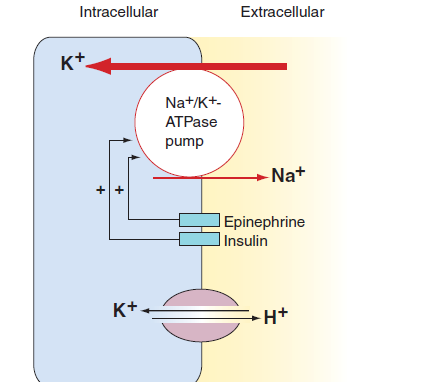 Intracellular Extracellular
K+
Na+/K+-
ATPase
pump
Na+
+ +
Epinephrine
Insulin
K+
H+